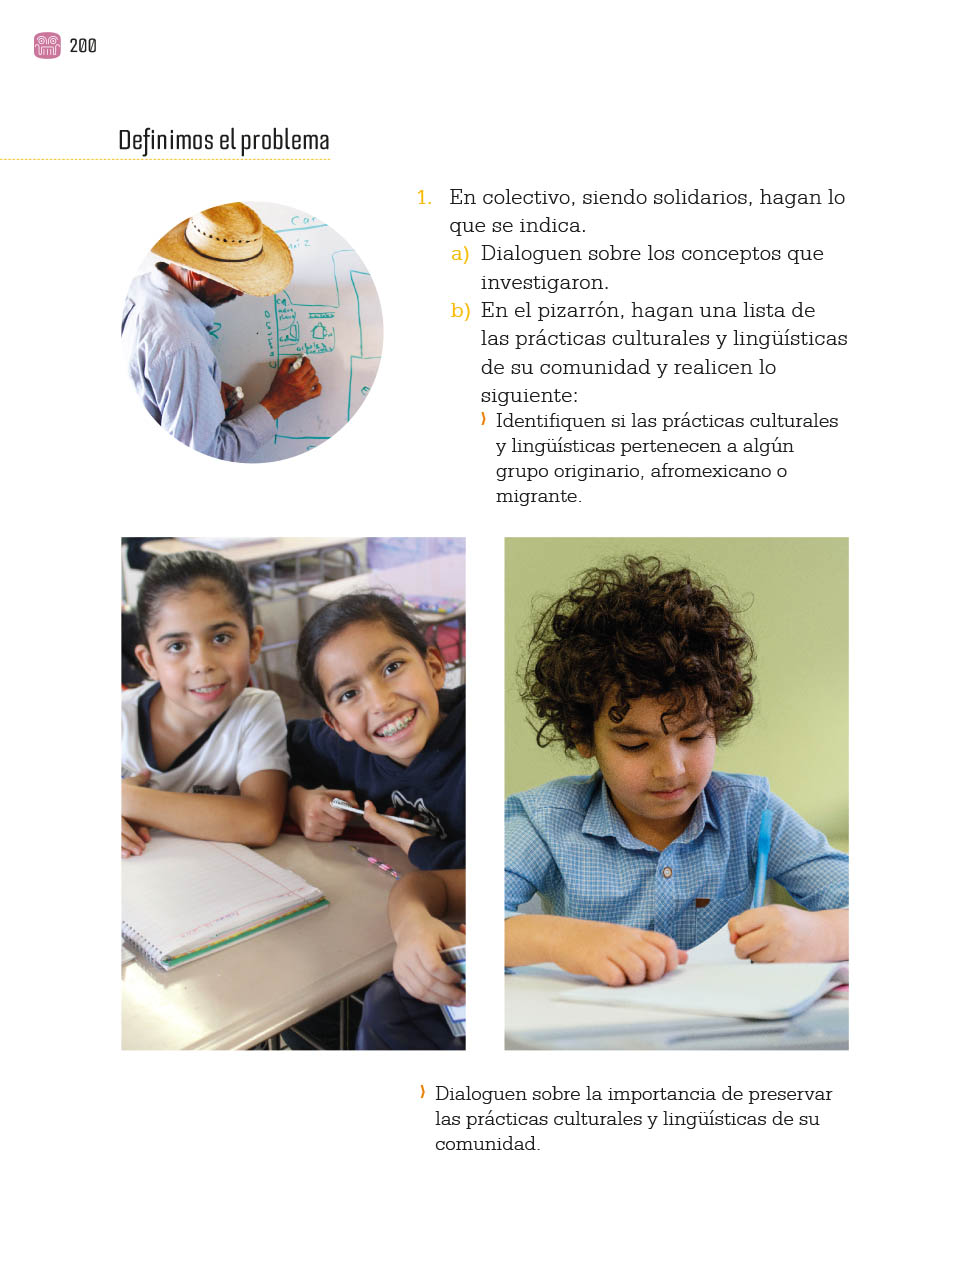 200
Definimos el problema
1. En colectivo, siendo solidarios, hagan lo
que se indica.
a) Dialoguen sobre los conceptos que
investigaron.
b) En el pizarrón, hagan una lista de
las prácticas culturales y lingüísticas
de su comunidad y realicen lo
siguiente:
Identifiquen si las prácticas culturales
y lingüísticas pertenecen a algún
grupo originario, afromexicano o
migrante.
Camino
Dialoguen sobre la importancia de preservar
las prácticas culturales y lingüísticas de su
comunidad.